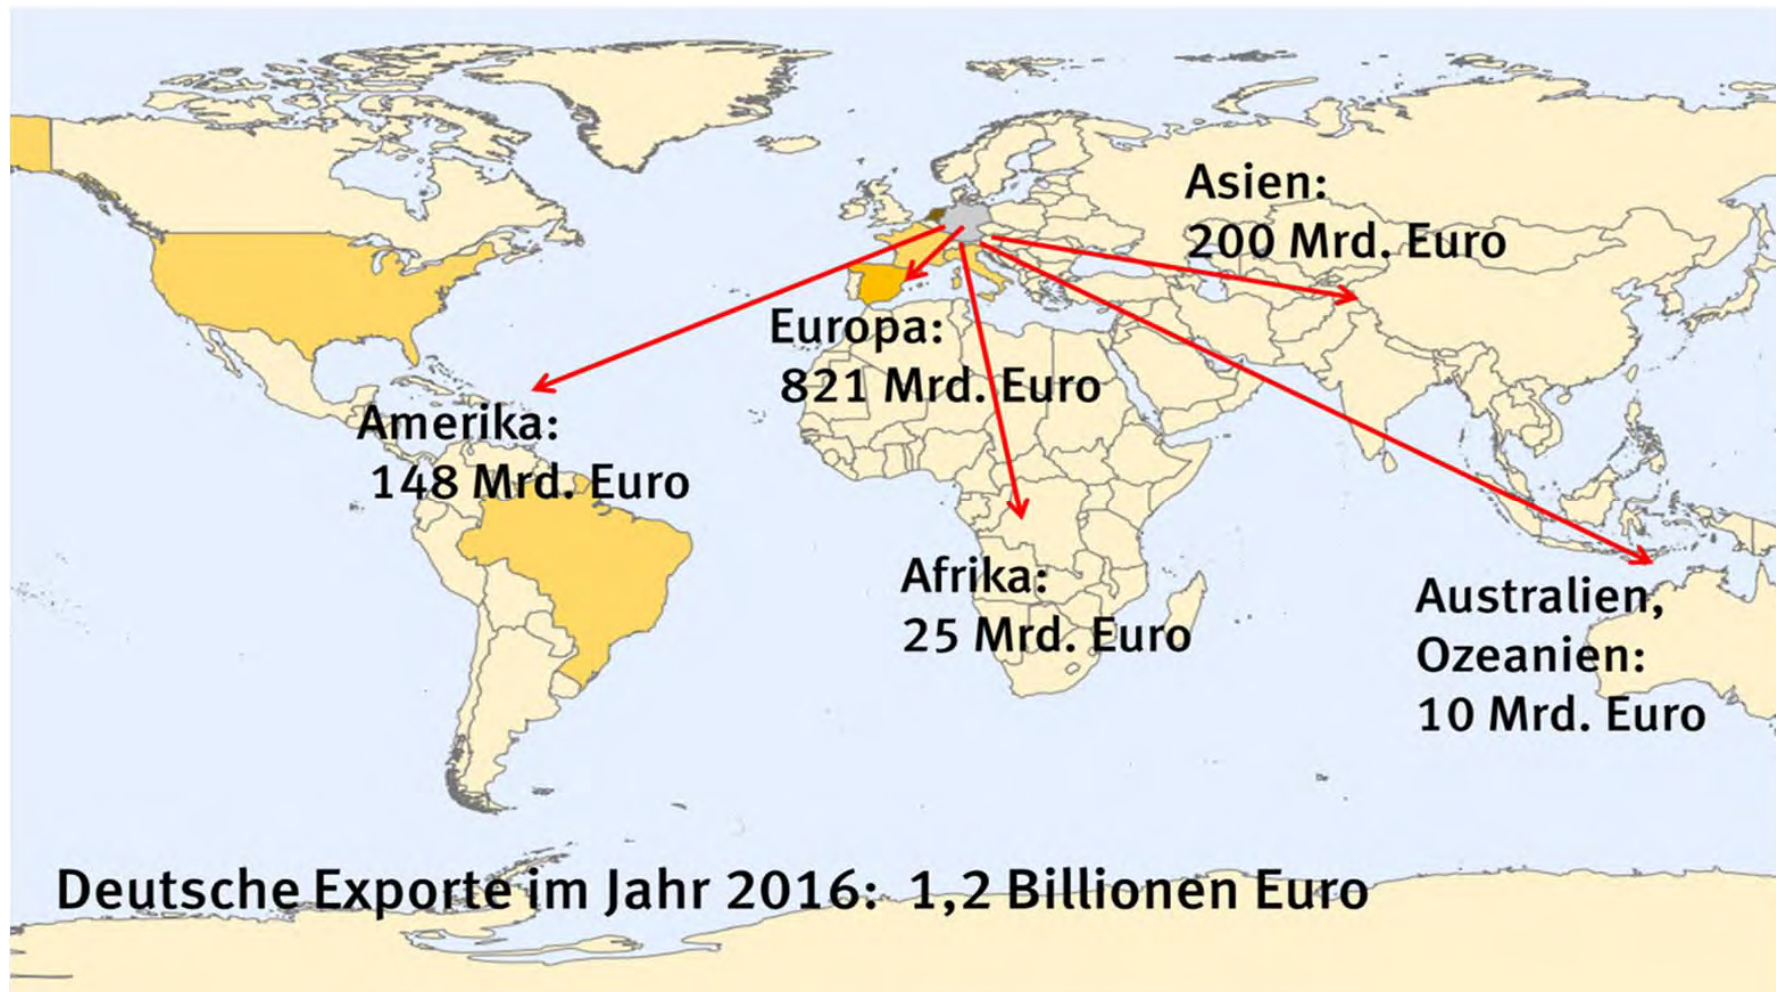 Asien:
200 Mrd. Euro
Europa:
821 Mrd. Euro
Amerika:
148 Mrd. Euro
Afrika:
25 Mrd. Euro
Australien,
Ozeanien:
10 Mrd. Euro
Deutsche Exporte im Jahr 2016: 1,2 Billionen Euro